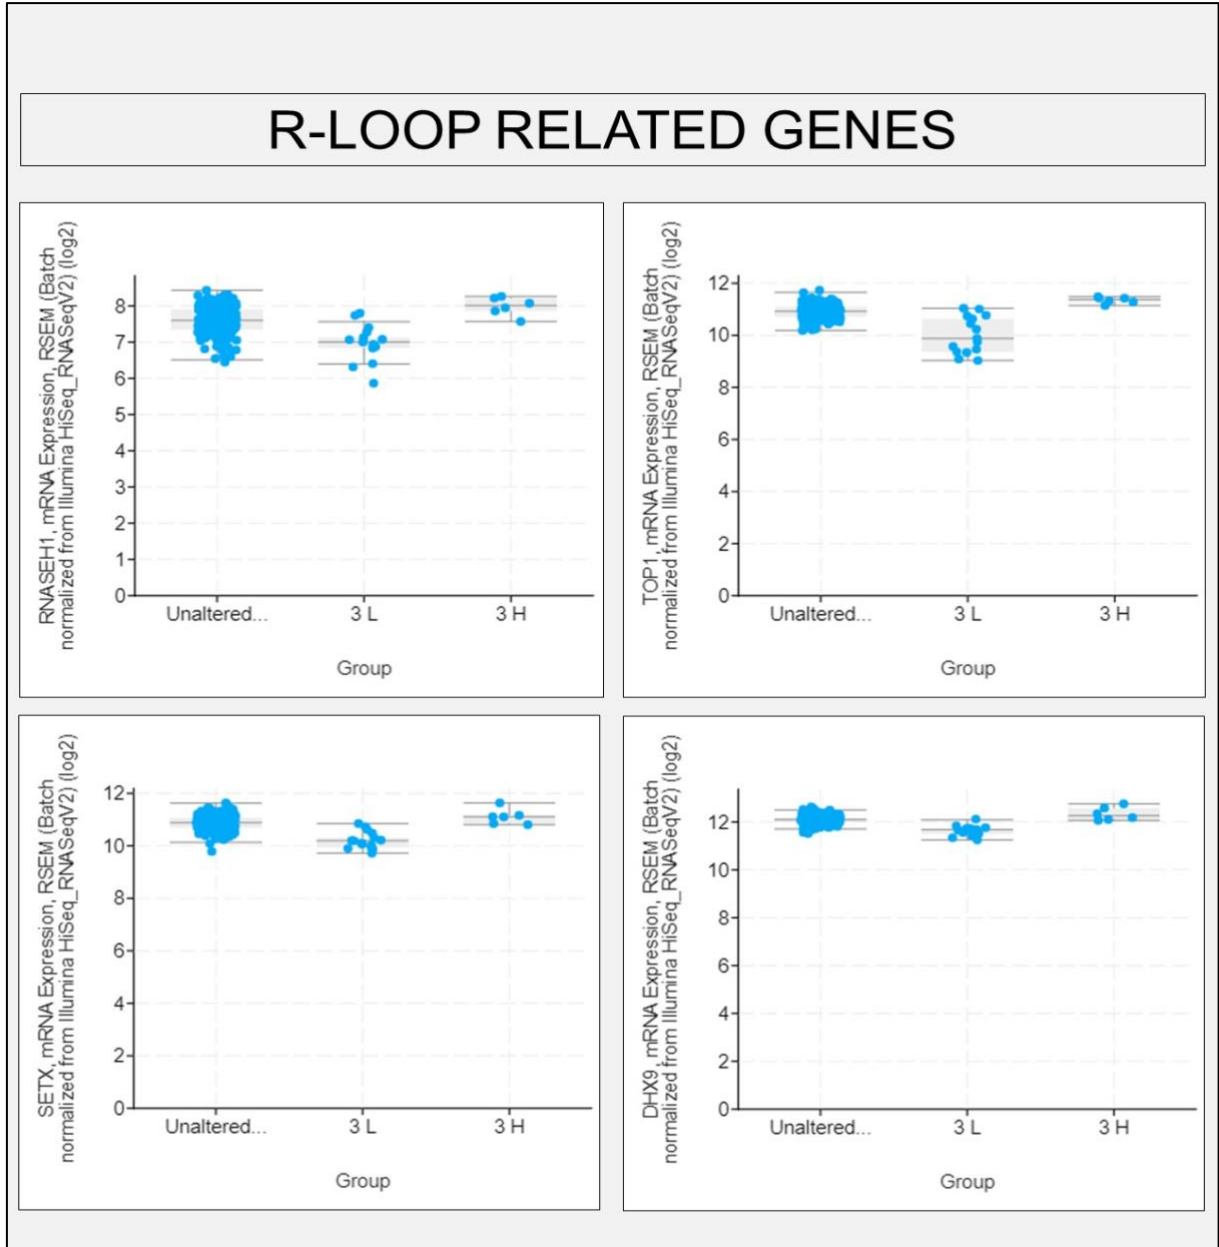 R-LOOP RELATED GENES
RNASEH1, mRNA Expression, RSEM (Batch
normalized from Illumina HiSeq_RNASeqV2) (log2)
8
7
6
5
4
3
2
1
0
Unaltered... 3 L 3 H
Group
TOP1, mRNA Expression, RSEM (Batch
normalized from Illumina HiSeq_RNASeqV2) (log2)
12
10
8
6
4
2
0
Unaltered... 3 L 3 H
Group
SETX, mRNA Expression, RSEM (Batch
normalized from Illumina HiSeq_RNASeqV2) (log2)
12
10
8
6
4
2
0
Unaltered... 3 L 3 H
Group
DHX9, mRNA Expression, RSEM (Batch
normalized from Illumina HiSeq_RNASeqV2) (log2)
12
10
8
6
4
2
0
Unaltered... 3 L 3 H
Group